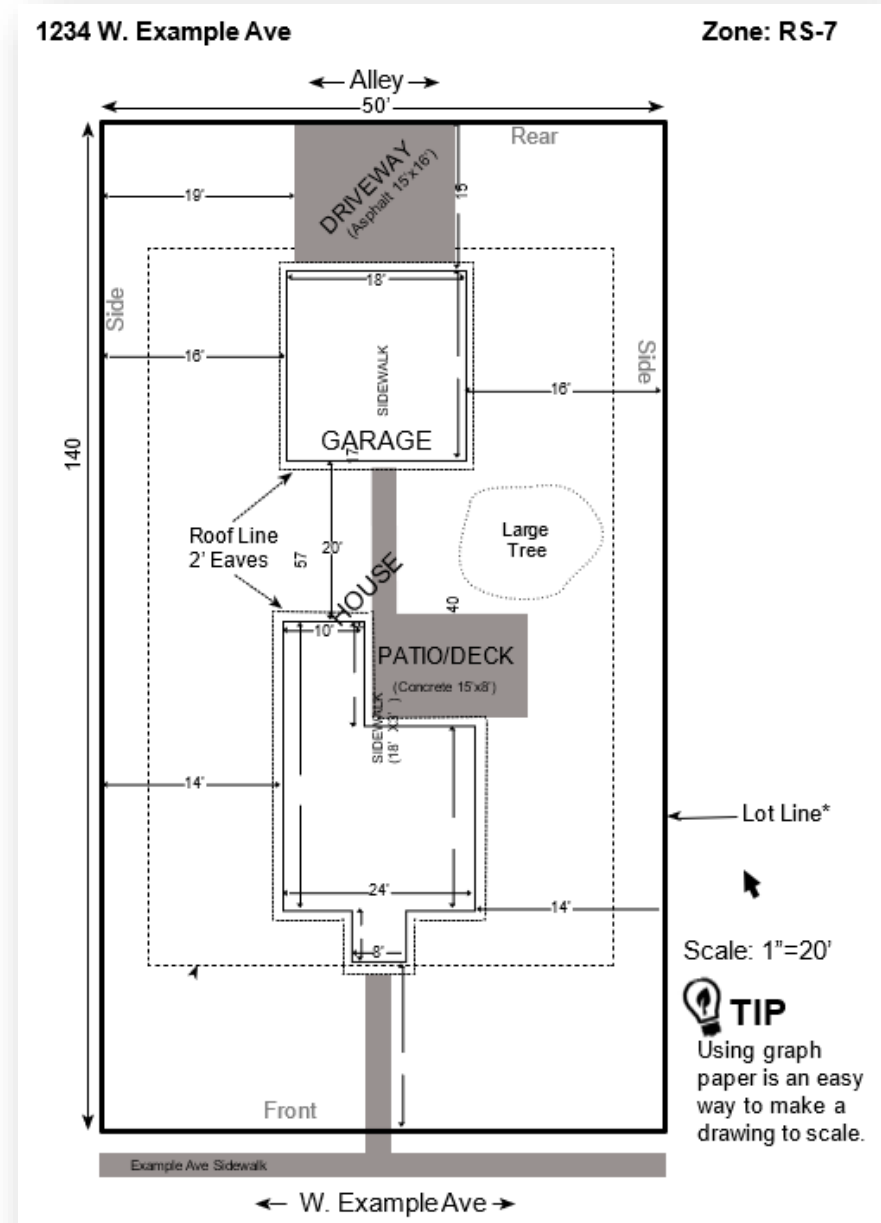 1234 W. Example Ave
Zone: RS-7
Alley
50'
Rear
DRIVEWAY
(Asphalt 15'x16')
15
19'
Side
18'
16'
SIDEWALK
Side
16'
140
GARAGE
17
Roof Line
2' Eaves
57
20'
Large
Tree
HOUSE
40
10'
PATIO/DECK
(Concrete 15'x8')
SIDEWALK
(18' X3' )
14'
Lot Line*
24'
14'
8'
Scale: 1"=20'
TIP
Using graph
paper is an easy
way to make a
drawing to scale.
Front
Example Ave Sidewalk
W. Example Ave